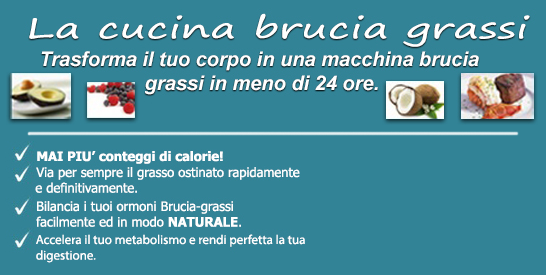 La cucina brucia grassi
Trasforma il tuo corpo in una macchina brucia
grassi in meno di 24 ore.
MAI PIU’ conteggi di calorie!
Via per sempre il grasso ostinato rapidamente
e definitivamente.
Bilancia i tuoi ormoni Brucia-grassi
facilmente ed in modo NATURALE.
Accelera il tuo metabolismo e rendi perfetta la tua
digestione.